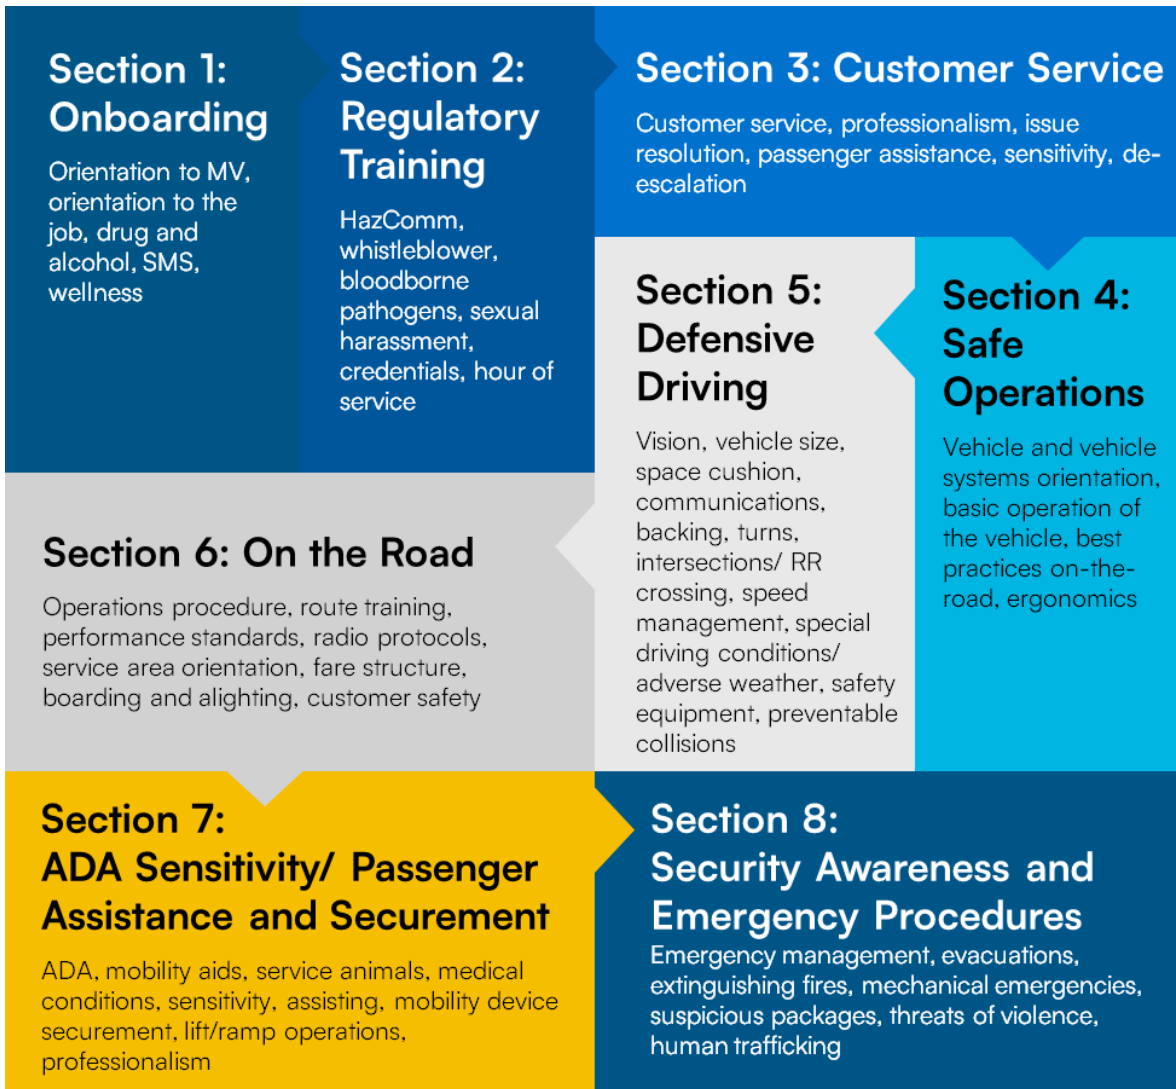 Section 1:
Onboarding
Orientation to MV,
orientation to the
job, drug and
alcohol, SMS,
wellness
Section 2:
Regulatory
Training
HazComm,
whistleblower,
bloodborne
pathogens, sexual
harassment,
credentials, hour of
service
Section 3: Customer Service
Customer service, professionalism, issue
resolution, passenger assistance, sensitivity, de-
escalation
Section 4:
Safe
Operations
Vehicle and vehicle
systems orientation,
basic operation of
the vehicle, best
practices on-the-
road, ergonomics
Section 5:
Defensive
Driving
Vision, vehicle size,
space cushion,
communications,
backing, turns,
intersections/ RR
crossing, speed
management, special
driving conditions/
adverse weather, safety
equipment, preventable
collisions
Section 6: On the Road
Operations procedure, route training,
performance standards, radio protocols,
service area orientation, fare structure,
boarding and alighting, customer safety
Section 7:
ADA Sensitivity/ Passenger
Assistance and Securement
ADA, mobility aids, service animals, medical
conditions, sensitivity, assisting, mobility device
securement, lift/ramp operations,
professionalism
Section 8:
Security Awareness and
Emergency Procedures
Emergency management, evacuations,
extinguishing fires, mechanical emergencies,
suspicious packages, threats of violence,
human trafficking